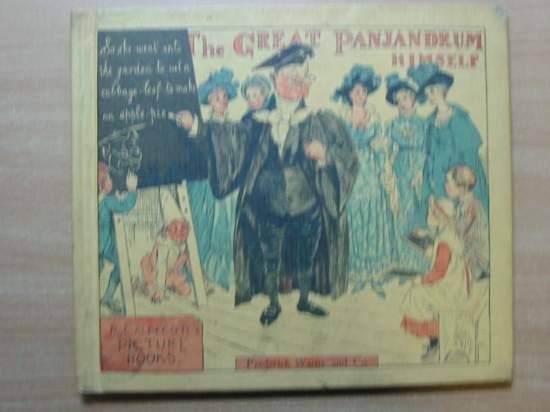 So she went into
the garden to cut a
cabbage-leaf to make
an apple-pie
The GREAT PANJANDRUM
HIMSELF
R. CALDECOTT'S
PICTURE
BOOKS.
Frederick Warne and Co.